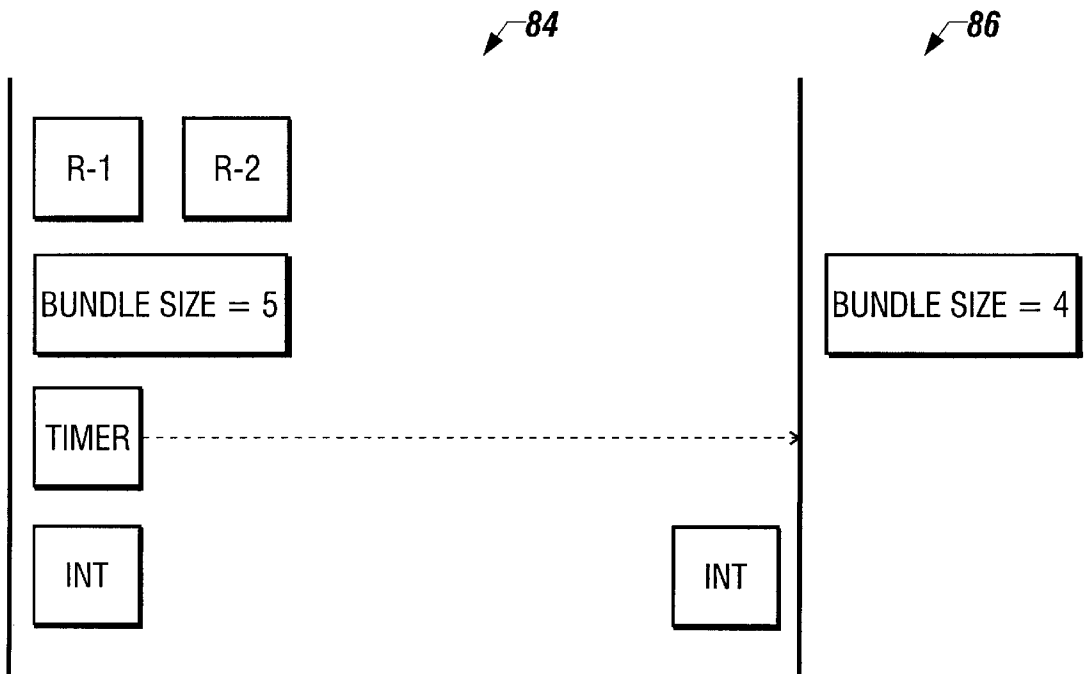 84
86
R-1
R-2
BUNDLE SIZE = 5
BUNDLE SIZE = 4
TIMER
INT
INT